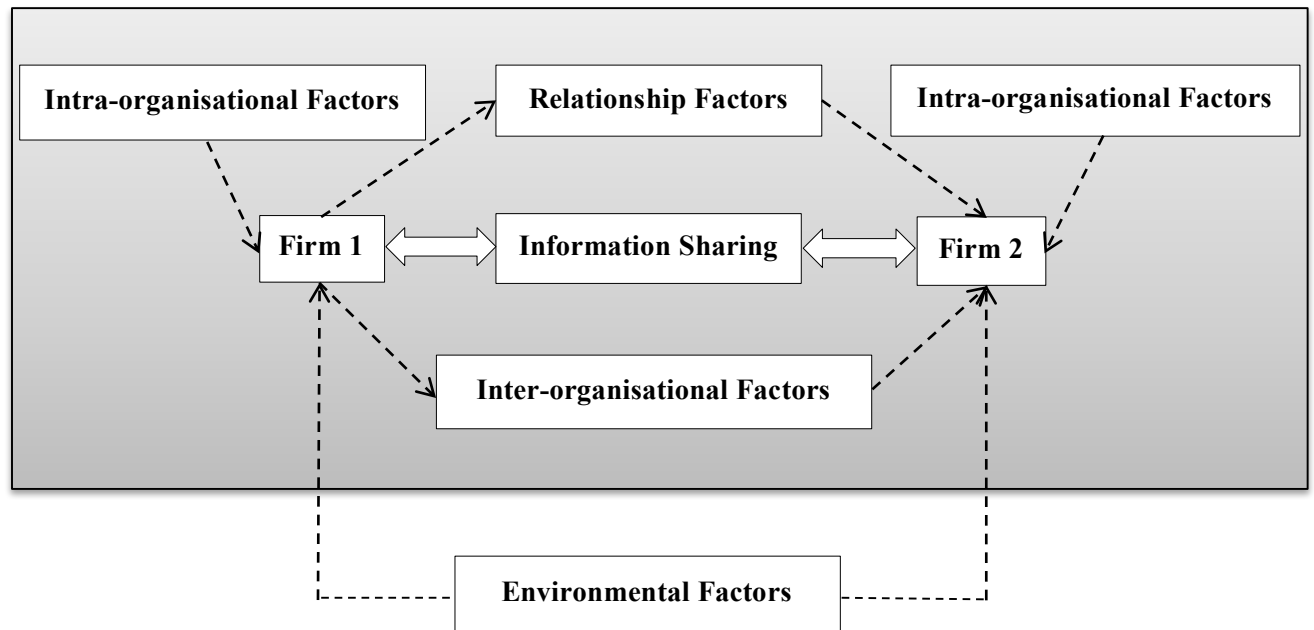 Intra-organisational Factors
Relationship Factors
Intra-organisational Factors
Firm 1
Information Sharing
Firm 2
Inter-organisational Factors
Environmental Factors